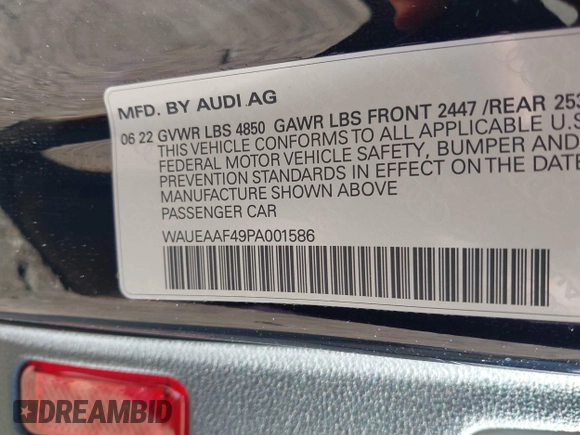 MFD. BY AUDI AG
06 22 GVWR LBS 4850 GAWR LBS FRONT 2447 /REAR 253
THIS VEHICLE CONFORMS TO ALL APPLICABLE U.S
FEDERAL MOTOR VEHICLE SAFETY, BUMPER AND
PREVENTION STANDARDS IN EFFECT ON THE DATE
MANUFACTURE SHOWN ABOVE
PASSENGER CAR
WAUEAAF49PA001586
DREAMBID